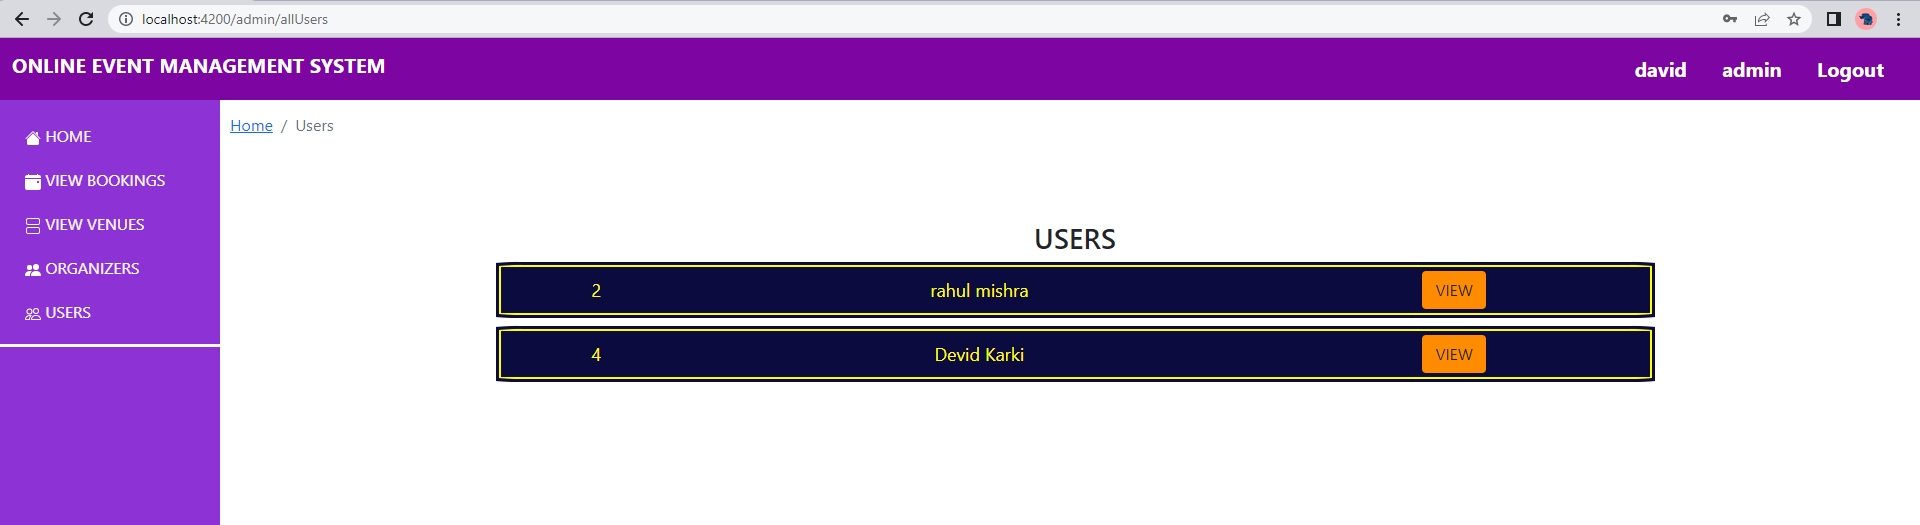 localhost:4200/admin/allUsers
ONLINE EVENT MANAGEMENT SYSTEM
david admin Logout
HOME
VIEW BOOKINGS
VIEW VENUES
ORGANIZERS
USERS
Home / Users
USERS
2 rahul mishra VIEW
4 Devid Karki VIEW